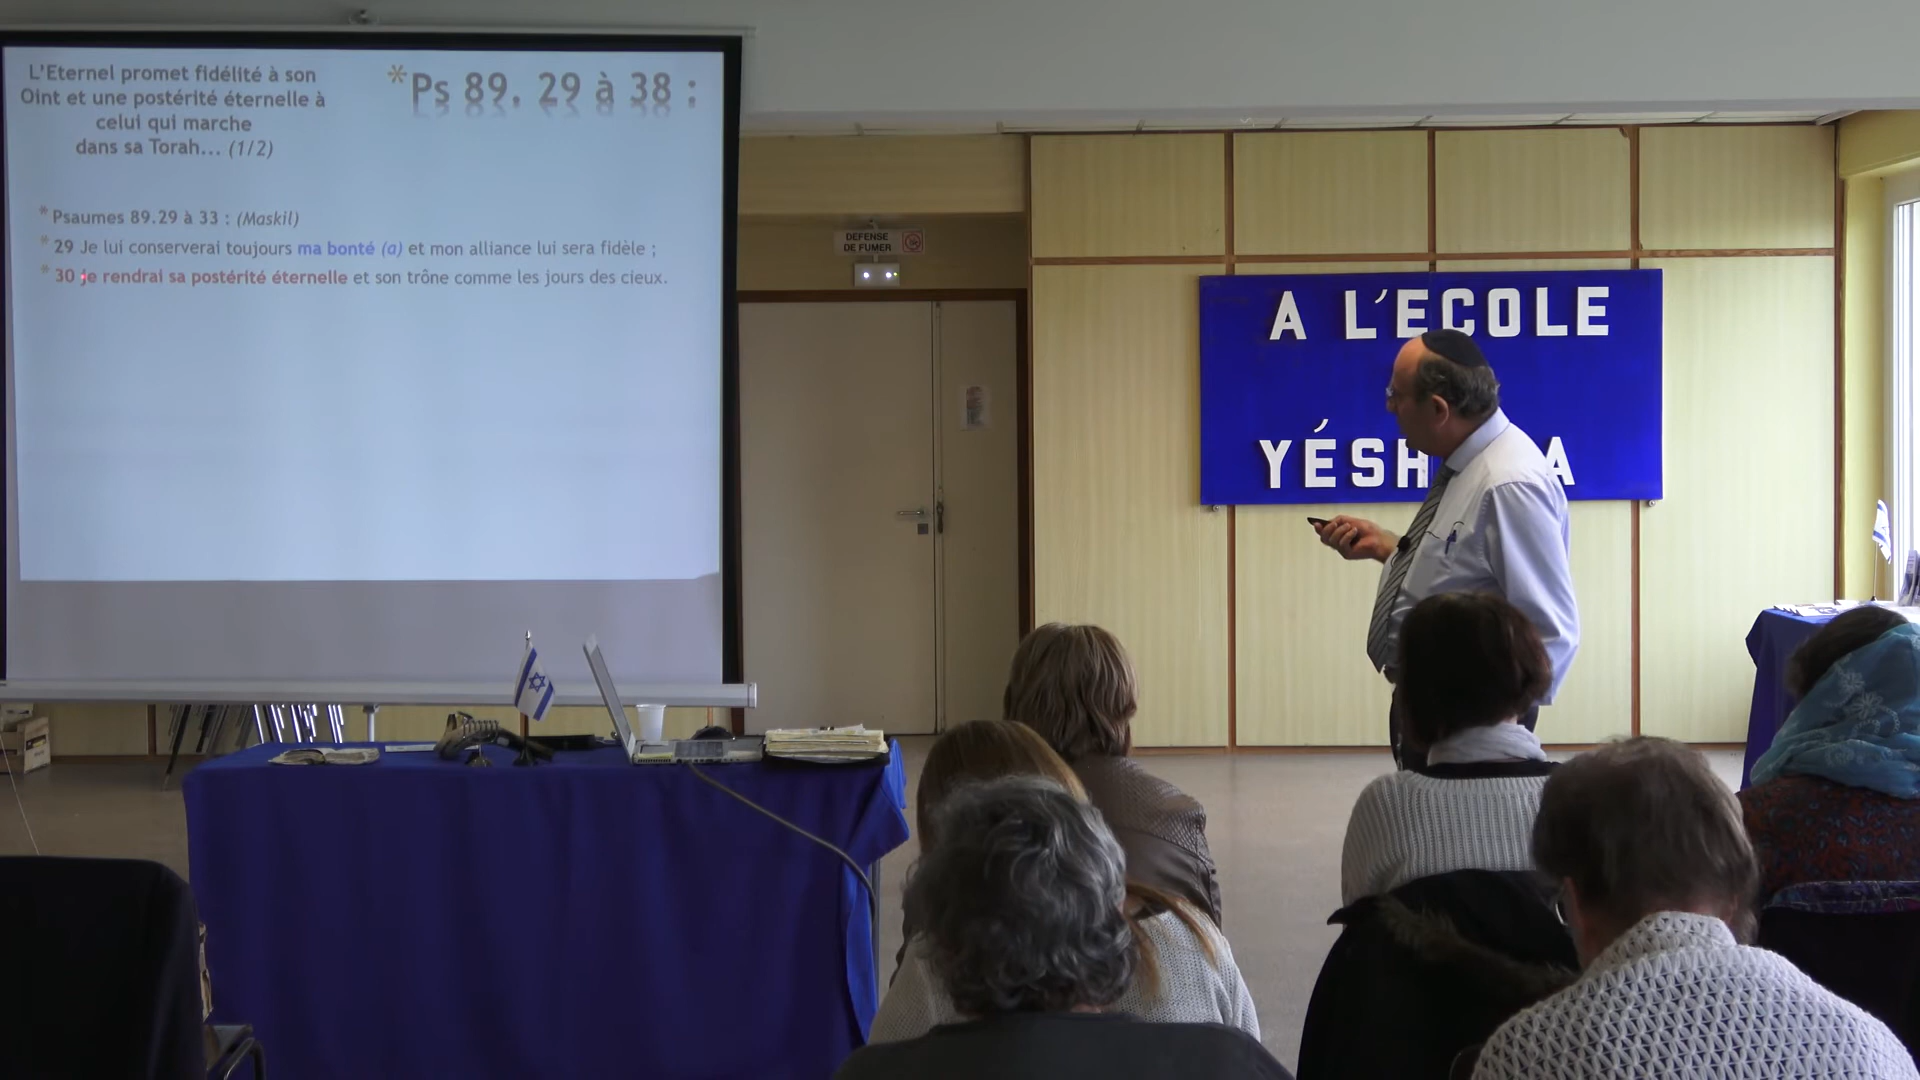 L'Eternel promet fidélité à son
Oint et une postérité éternelle à
celui qui marche
dans sa Torah... (1/2)
*Ps 89. 29 à 38 :
*Psaumes 89.29 à 33 : (Maskil)
*29 Je lui conserverai toujours ma bonté (a) et mon alliance lui sera fidèle ;
*30 je rendrai sa postérité éternelle et son trône comme les jours des cieux.
DEFENSE
DE FUMER
A L'ECOLE
YÉSH A